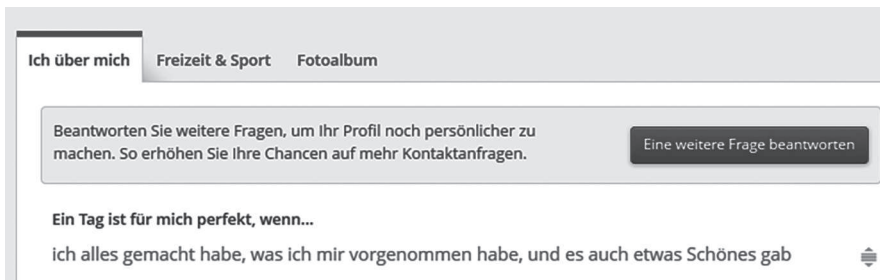 Ich über mich Freizeit & Sport Fotoalbum
Beantworten Sie weitere Fragen, um Ihr Profil noch persönlicher zu
machen. So erhöhen Sie Ihre Chancen auf mehr Kontaktanfragen.
Eine weitere Frage beantworten
Ein Tag ist für mich perfekt, wenn...
ich alles gemacht habe, was ich mir vorgenommen habe, und es auch etwas Schönes gab